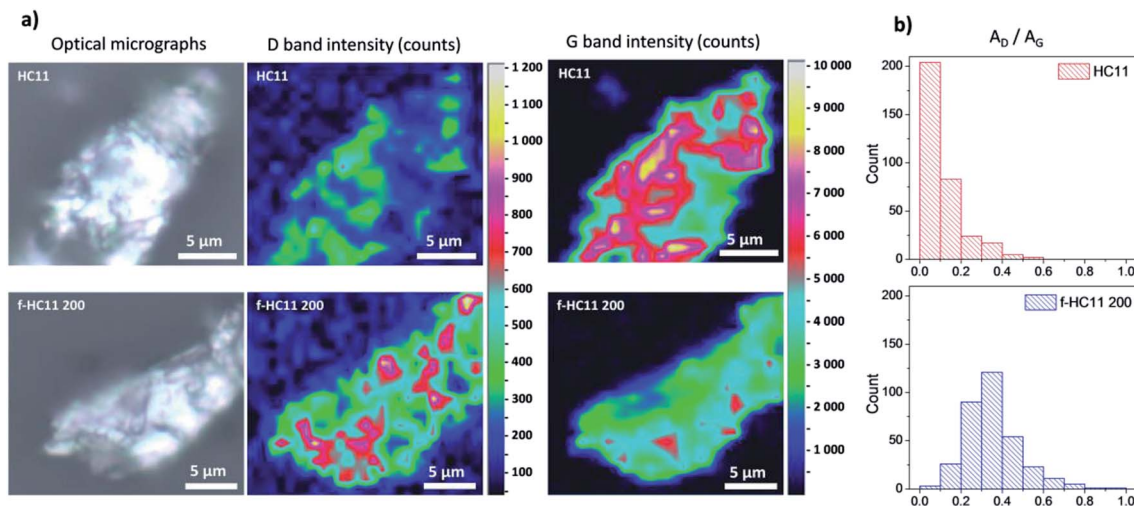 a)
Optical micrographs
D band intensity (counts)
G band intensity (counts)
HC11
5 µm
HC11
5 µm
1 200
1 100
1 000
900
800
700
600
500
400
300
200
100
HC11
5 µm
10 000
9 000
8 000
7 000
6 000
5 000
4 000
3 000
2 000
1 000
f-HC11 200
5 µm
f-HC11 200
5 µm
f-HC11 200
5 µm
b)
A_D / A_G
HC11
Count
200
150
100
50
0
0.0 0.2 0.4 0.6 0.8 1.0
f-HC11 200
Count
200
150
100
50
0
0.0 0.2 0.4 0.6 0.8 1.0